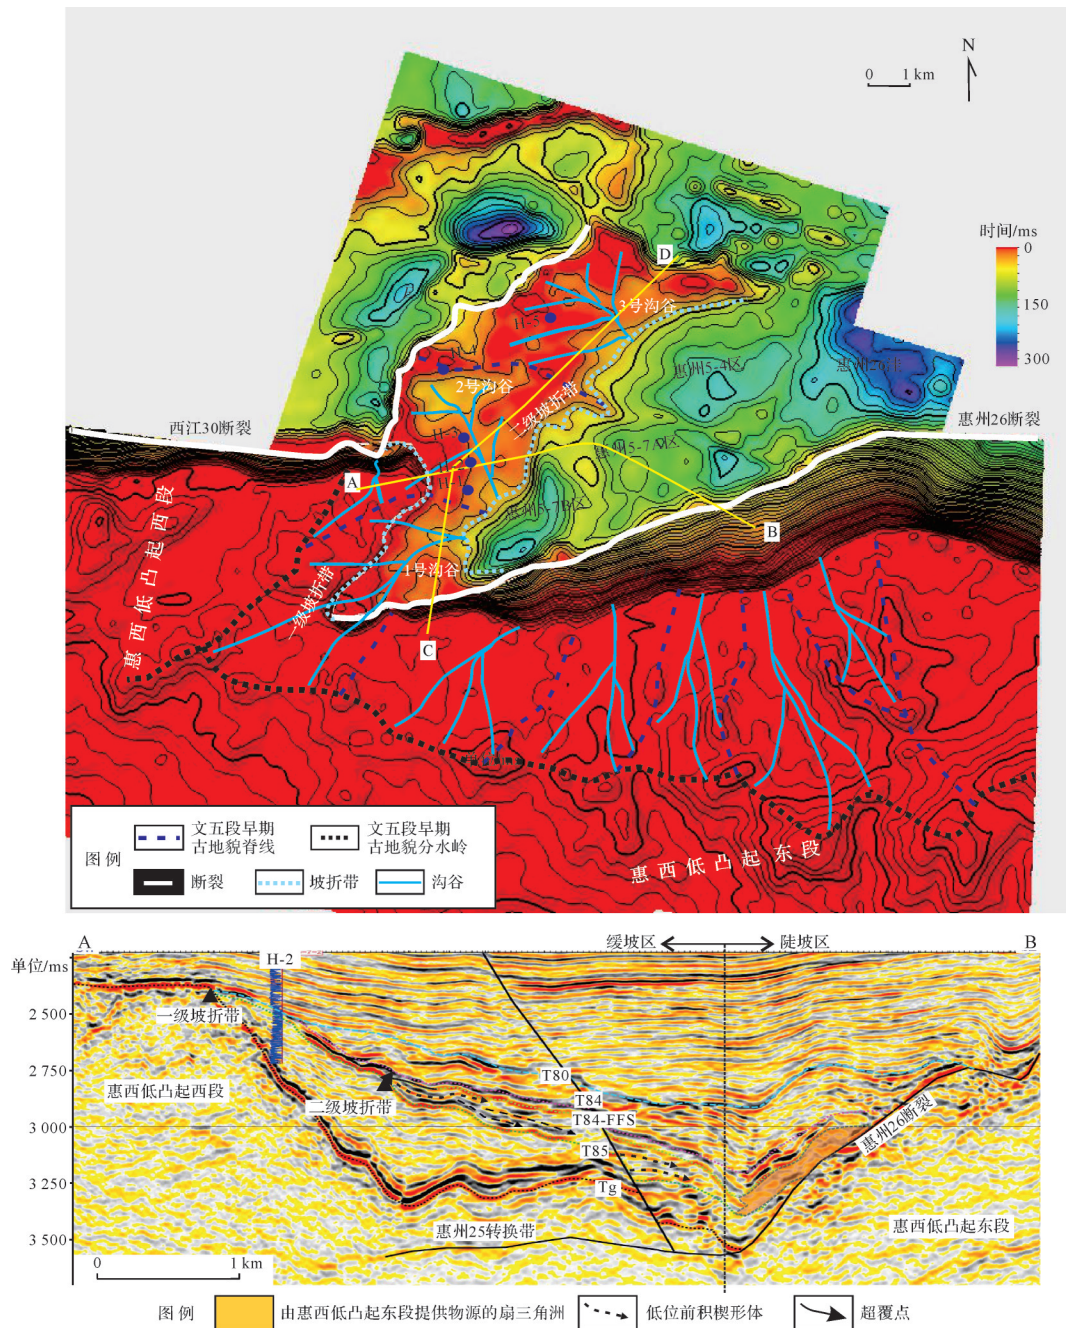 N
0 1 km
时间/ms
0
150
300
D
3号沟谷
H-5
H-4
惠州5-4区
惠州26洼
2号沟谷
二级坡折带
西江30断裂
惠州26断裂
H-3
惠州5-7A区
A
H-1
惠州5-7B区
B
1号沟谷
一级坡折带
惠西低凸起西段
C
惠西低凸起东段
图例
文五段早期
古地貌脊线
文五段早期
古地貌分水岭
断裂
坡折带
沟谷
A
缓坡区
陡坡区
B
单位/ms
H-2
2 500
一级坡折带
2 750
T80
惠西低凸起西段
二级坡折带
T84
T84-FFS
惠州26断裂
3 000
T85
3 250
Tg
惠州25转换带
惠西低凸起东段
3 500
0 1 km
图例
由惠西低凸起东段提供物源的扇三角洲
低位前积楔形体
超覆点